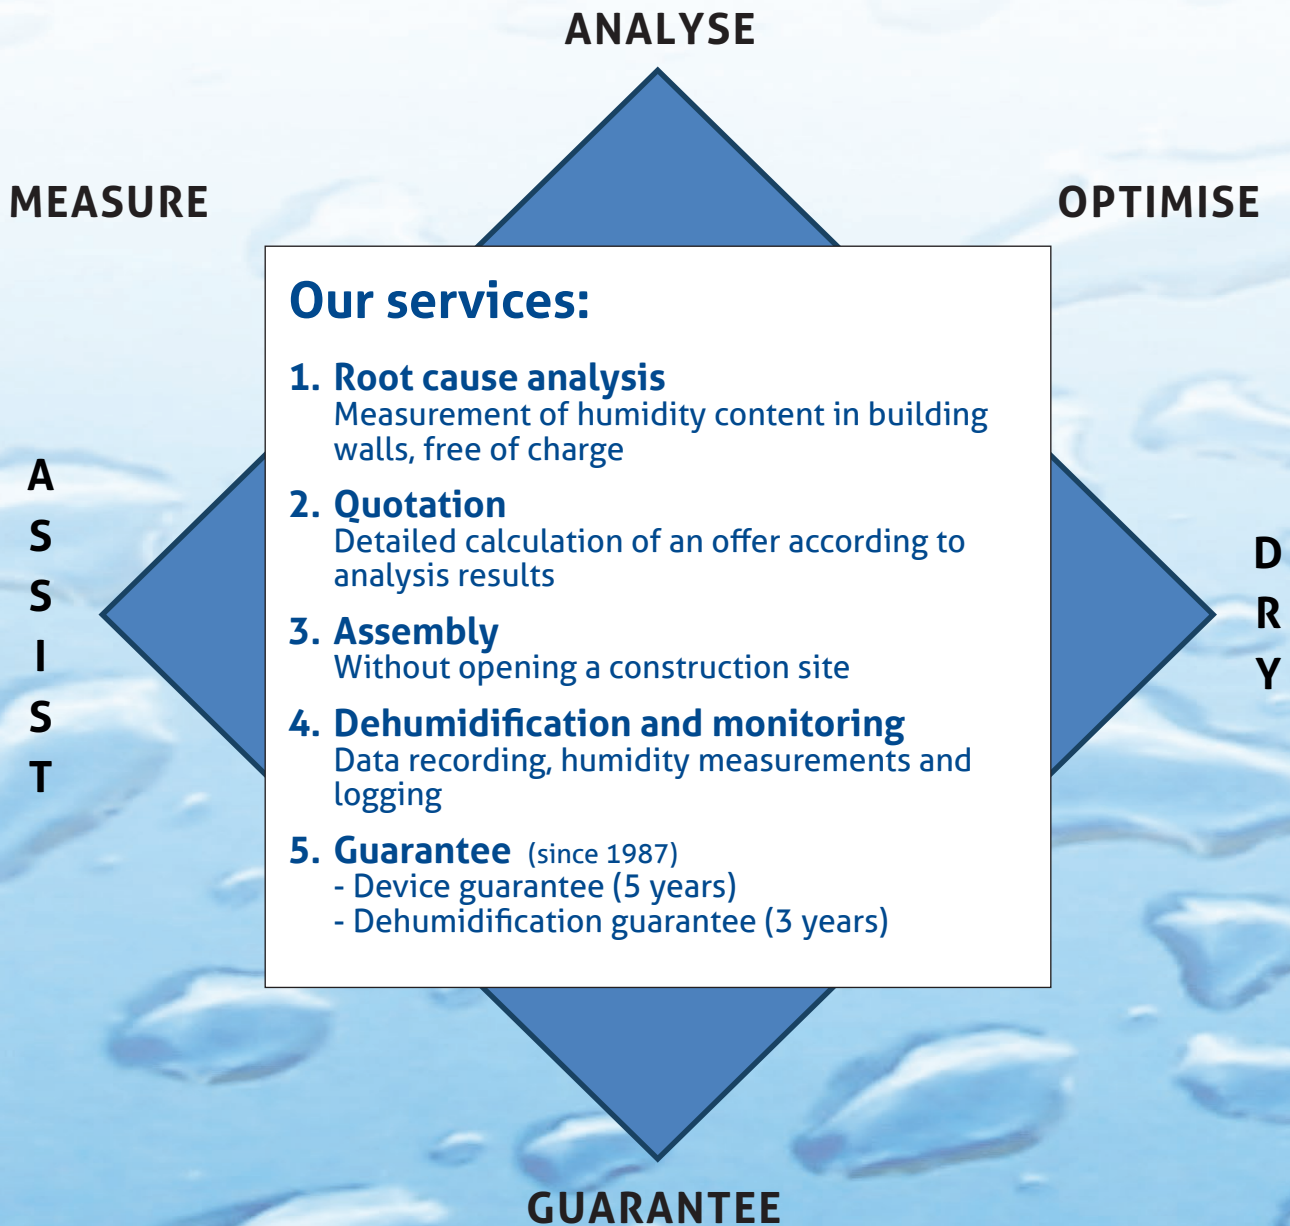 ANALYSE
MEASURE
OPTIMISE
Our services:
1. Root cause analysis
Measurement of humidity content in building
walls, free of charge
2. Quotation
Detailed calculation of an offer according to
analysis results
3. Assembly
Without opening a construction site
4. Dehumidification and monitoring
Data recording, humidity measurements and
logging
5. Guarantee (since 1987)
- Device guarantee (5 years)
- Dehumidification guarantee (3 years)
ASSIST
DRY
GUARANTEE